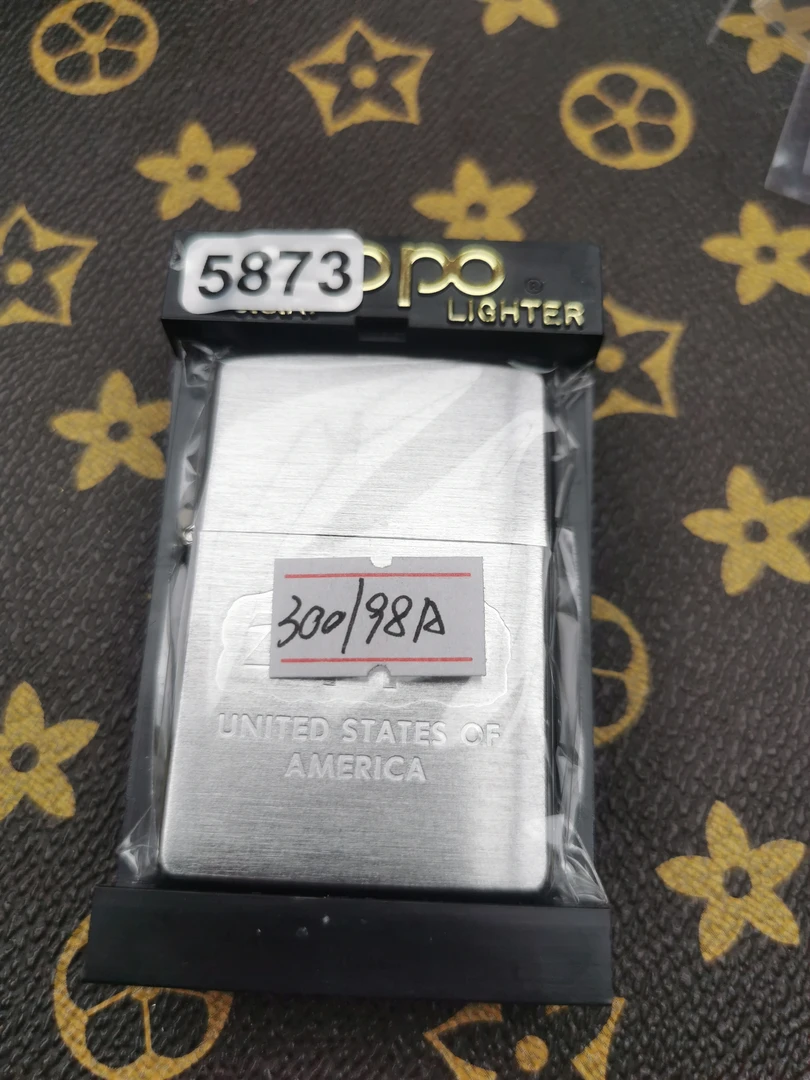 5873
LIGHTER
300/98A
UNITED STATES OF
AMERICA